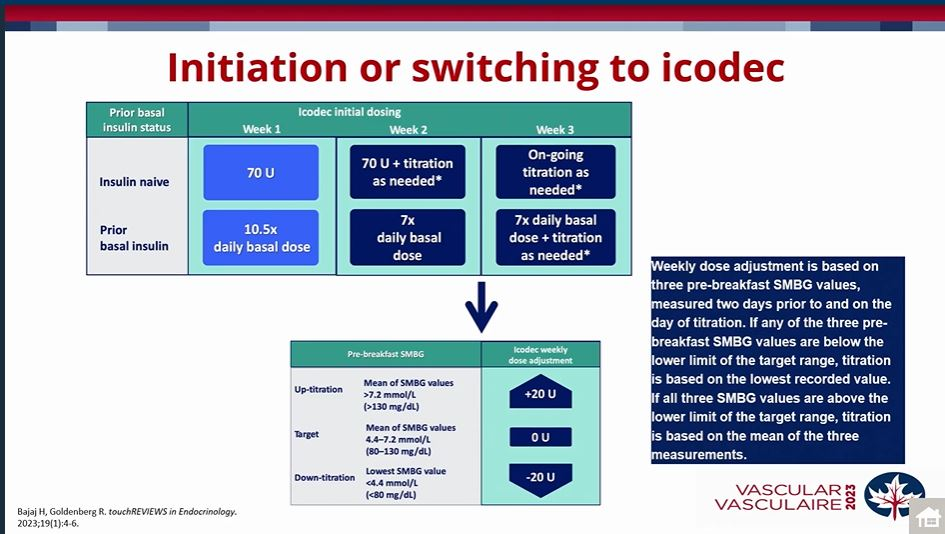 Initiation or switching to icodec
Prior basal
insulin status
Icodec initial dosing
Week 1
Week 2
Week 3
Insulin naive
70 U
70 U + titration
as needed*
On-going
titration as
needed*
Prior
basal insulin
10.5x
daily basal dose
7x
daily basal
dose
7x daily basal
dose + titration
as needed*
Pre-breakfast SMBG
Icodec weekly
dose adjustment
Up-titration
Mean of SMBG values
>7.2 mmol/L
(>130 mg/dL)
+20 U
Target
Mean of SMBG values
4.4–7.2 mmol/L
(80–130 mg/dL)
0 U
Down-titration
Lowest SMBG value
<4.4 mmol/L
(<80 mg/dL)
-20 U
Weekly dose adjustment is based on
three pre-breakfast SMBG values,
measured two days prior to and on the
day of titration. If any of the three pre-
breakfast SMBG values are below the
lower limit of the target range, titration
is based on the lowest recorded value.
If all three SMBG values are above the
lower limit of the target range, titration
is based on the mean of the three
measurements.
Bajaj H, Goldenberg R. touchREVIEWS in Endocrinology.
2023;19(1):4-6.
VASCULAR
VASCULAIRE
2023